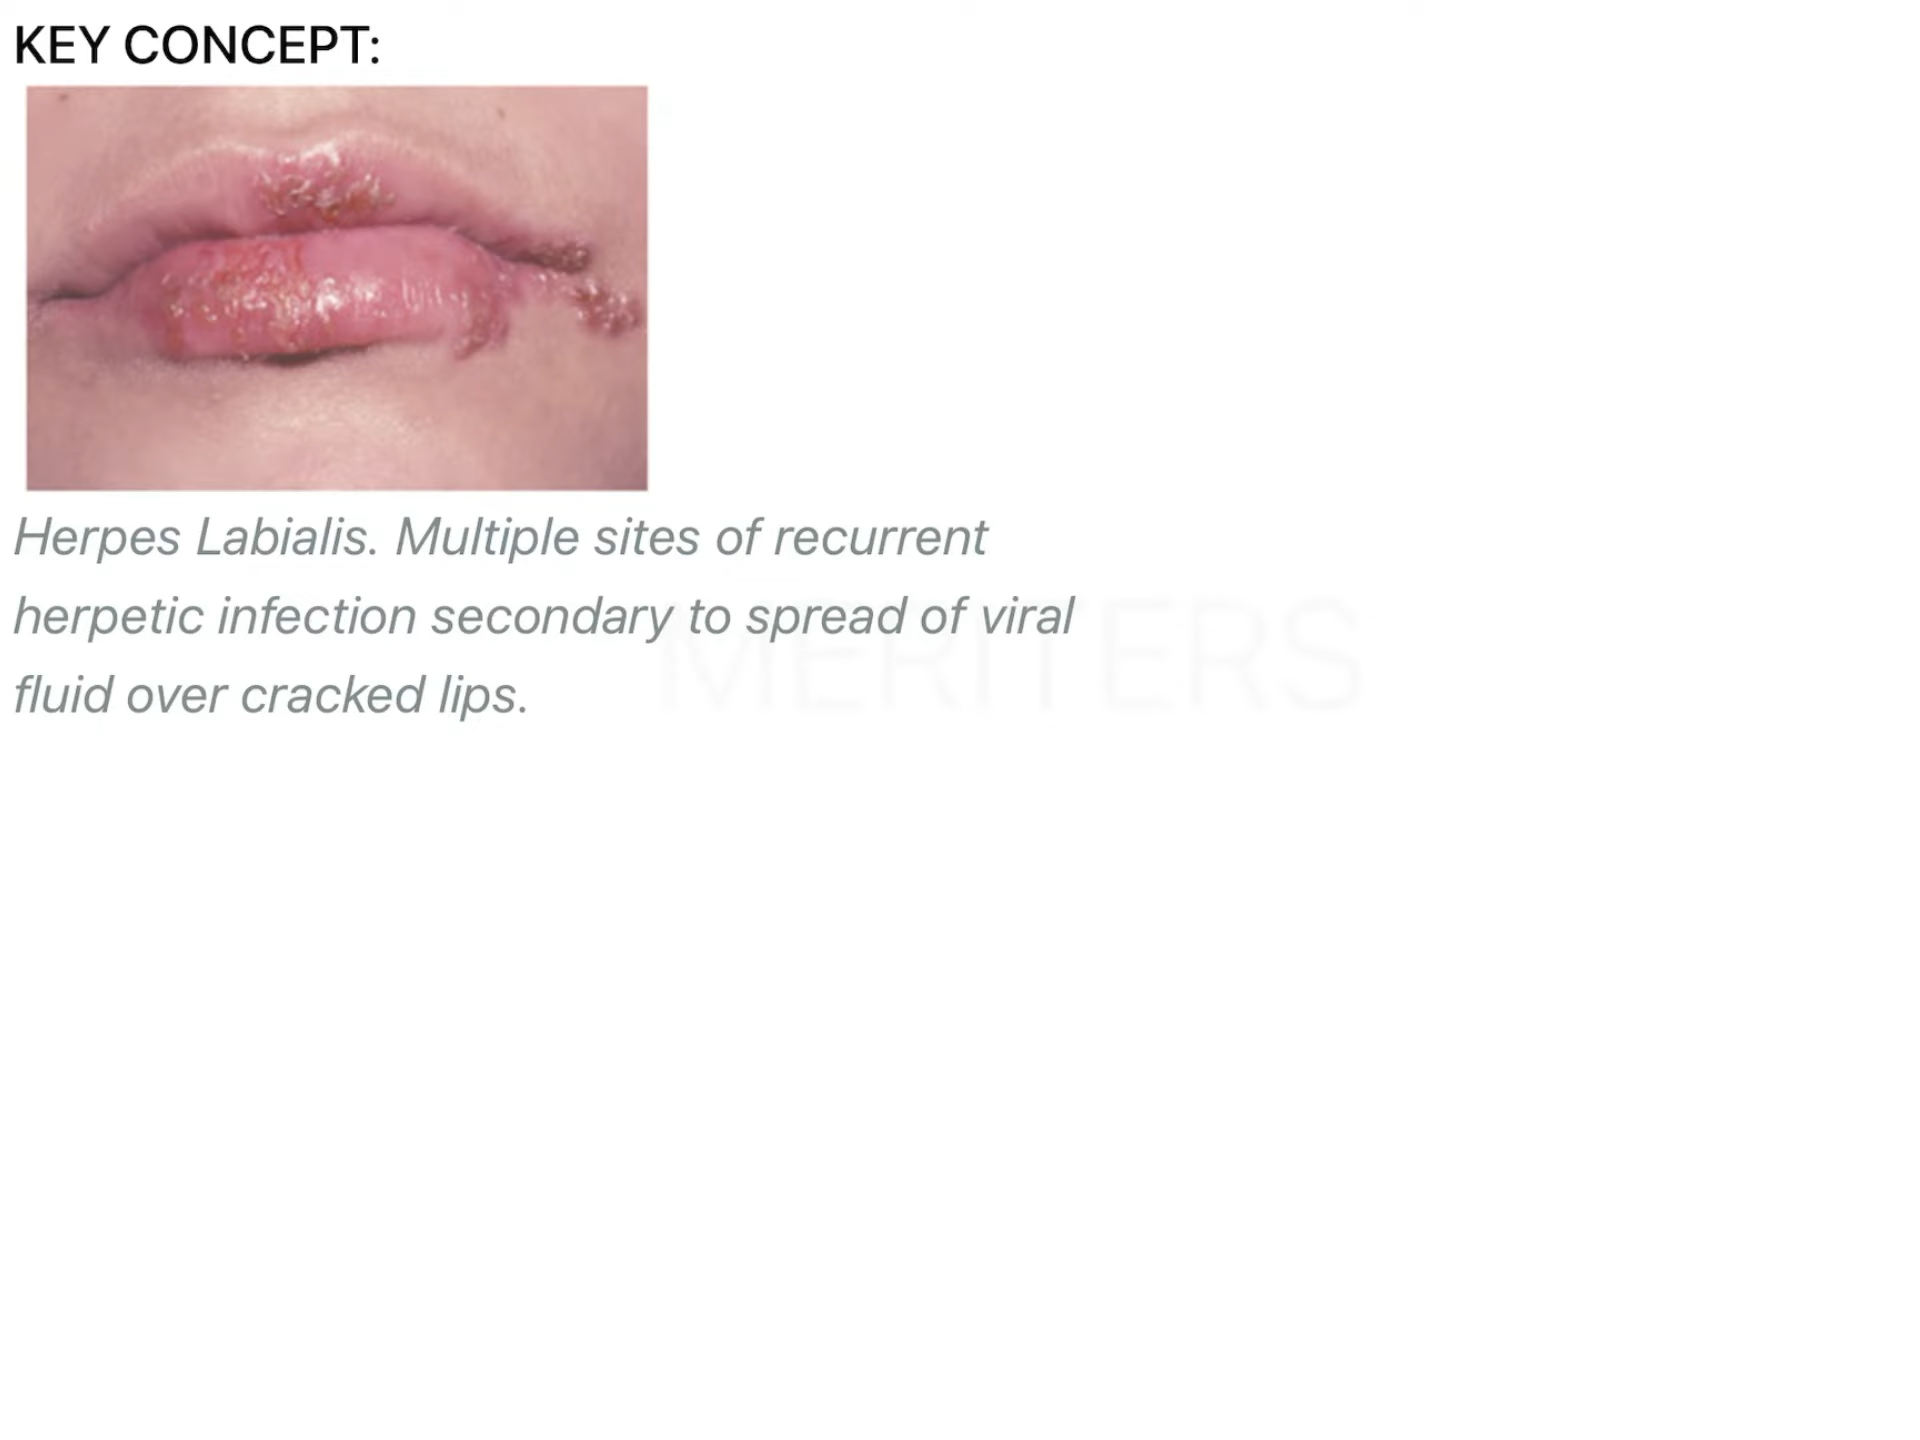 KEY CONCEPT:
Herpes Labialis. Multiple sites of recurrent
herpetic infection secondary to spread of viral
fluid over cracked lips.
MERITERS